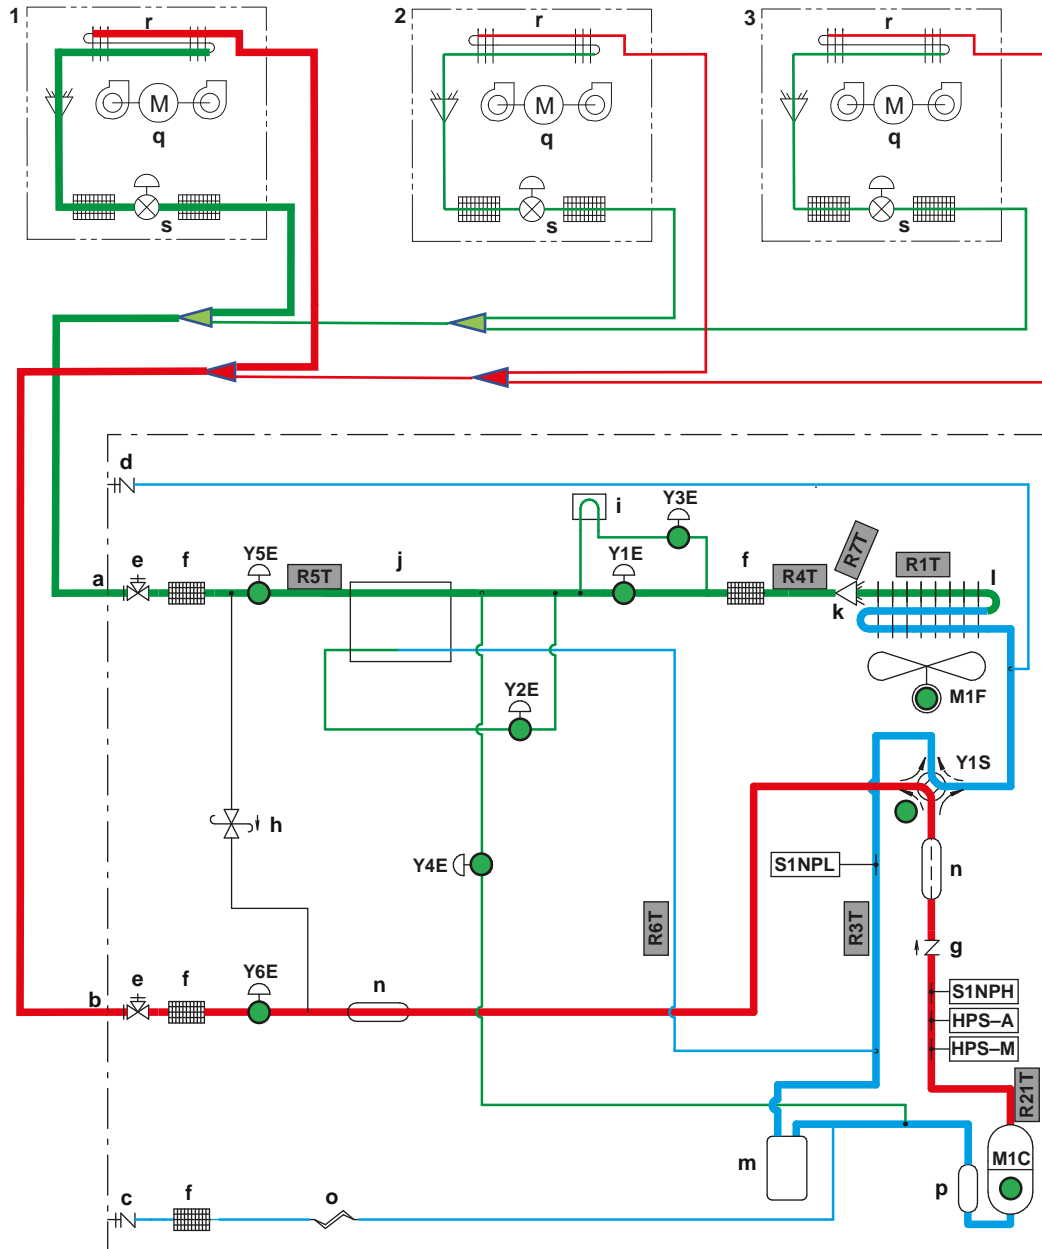 1
r
M
q
s
2
r
M
q
s
3
r
M
q
s
d
i
Y3E
e
f
Y5E
R5T
j
Y1E
f
R4T
R7T
R1T
l
a
k
Y2E
M1F
Y1S
h
Y4E
S1NPL
n
R6T
R3T
g
e
f
Y6E
n
b
S1NPH
HPS–A
HPS–M
R21T
m
M1C
p
c
f
o